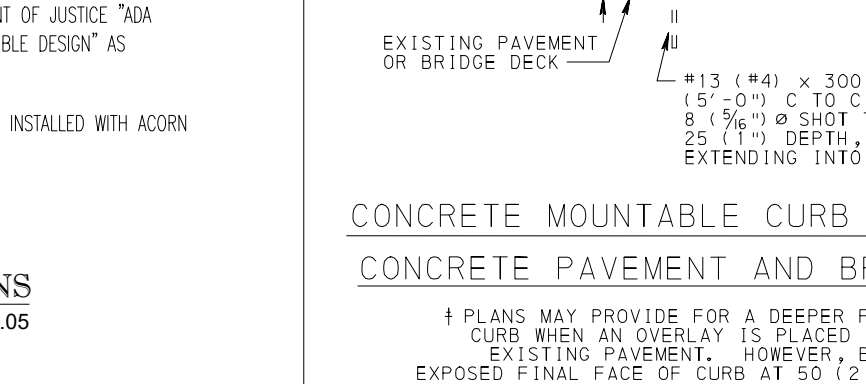 NT OF JUSTICE "ADA
BLE DESIGN" AS
INSTALLED WITH ACORN
NS
.05
EXISTING PAVEMENT
OR BRIDGE DECK
#13 (#4) x 300
(5'-0") C TO C
8 (5/16") Ø SHOT
25 (1") DEPTH,
EXTENDING INTO
CONCRETE MOUNTABLE CURB
CONCRETE PAVEMENT AND B
‡ PLANS MAY PROVIDE FOR A DEEPER F
CURB WHEN AN OVERLAY IS PLACED
EXISTING PAVEMENT. HOWEVER, E
EXPOSED FINAL FACE OF CURB AT 50 (2